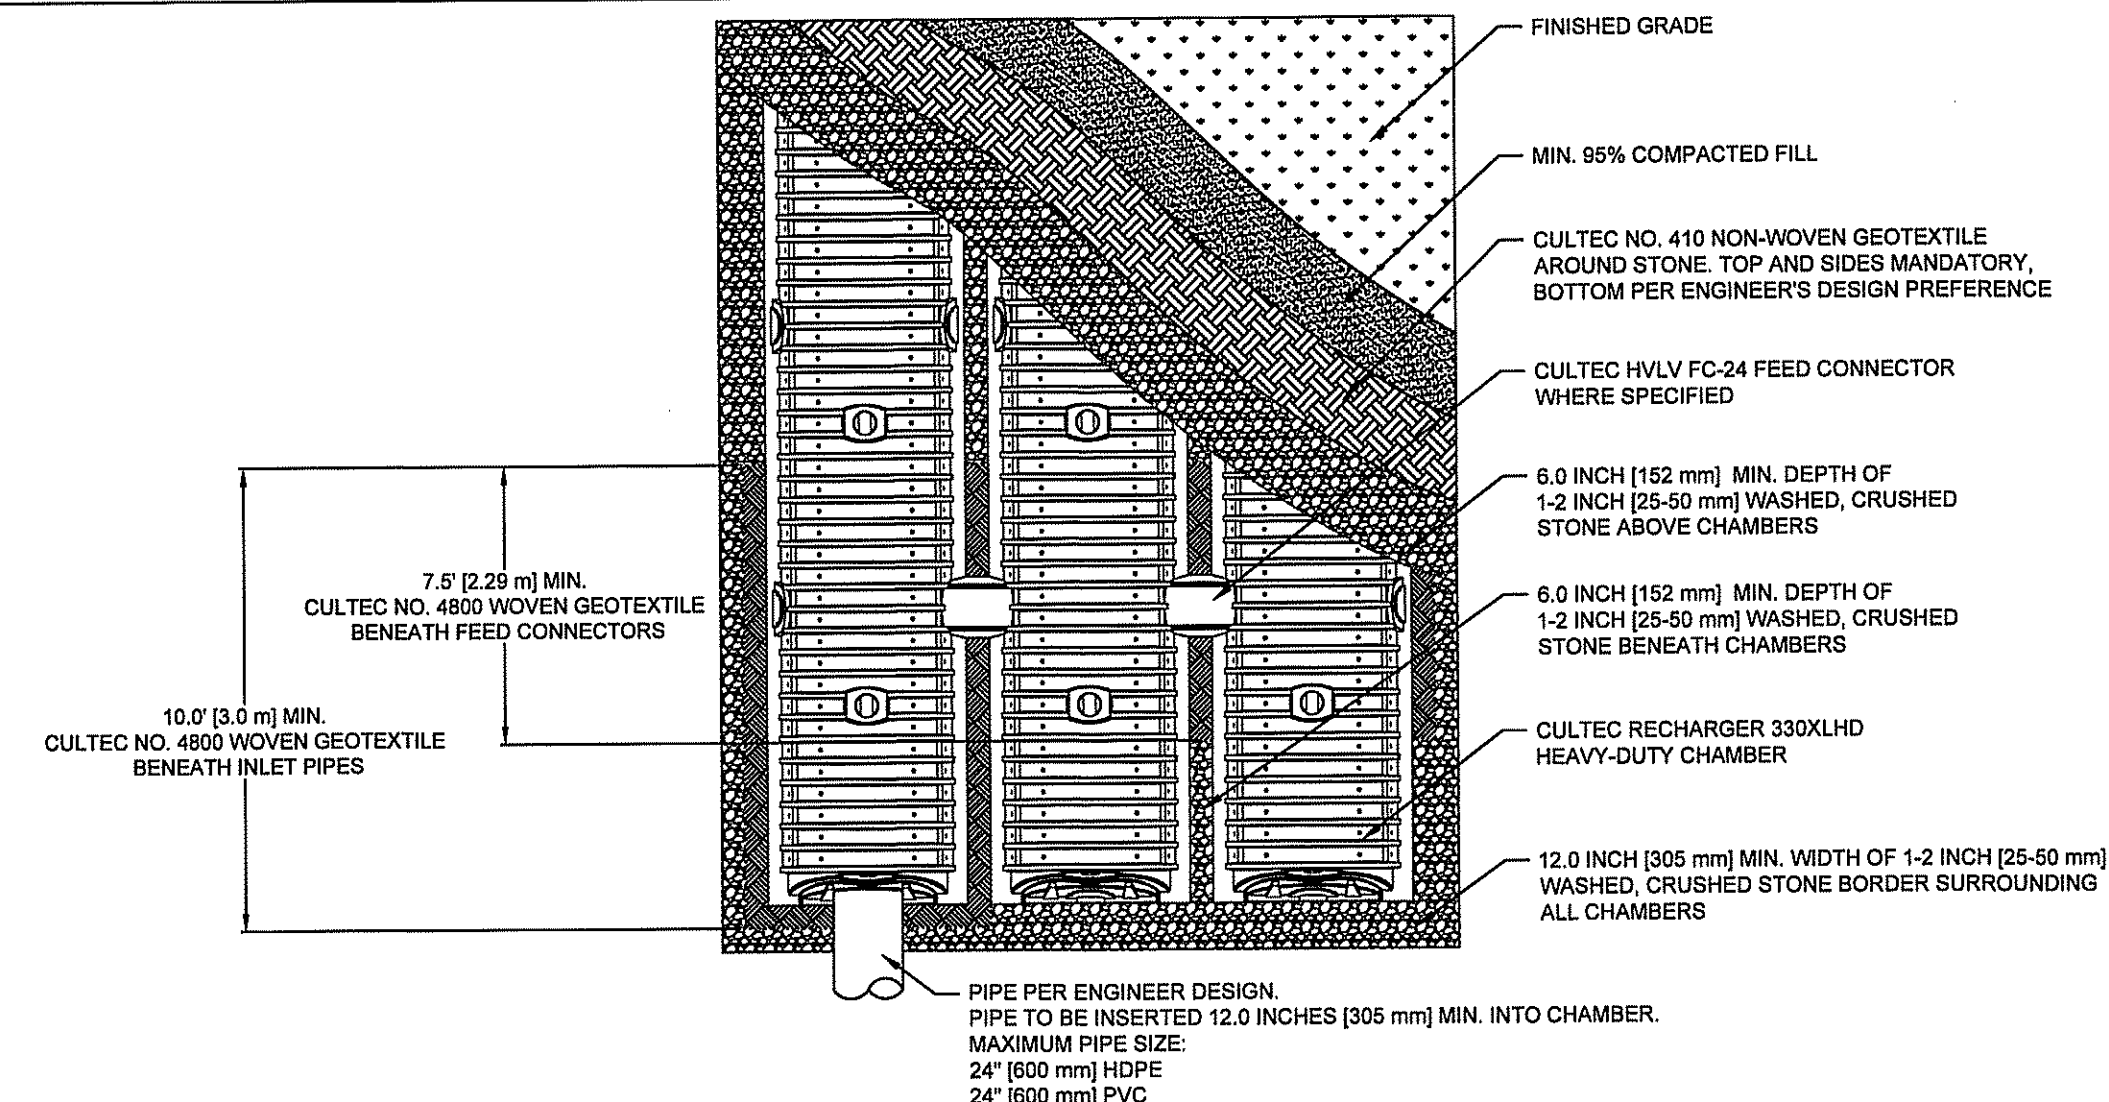 FINISHED GRADE
MIN. 95% COMPACTED FILL
CULTEC NO. 410 NON-WOVEN GEOTEXTILE
AROUND STONE. TOP AND SIDES MANDATORY,
BOTTOM PER ENGINEER'S DESIGN PREFERENCE
CULTEC HVLV FC-24 FEED CONNECTOR
WHERE SPECIFIED
6.0 INCH [152 mm] MIN. DEPTH OF
1-2 INCH [25-50 mm] WASHED, CRUSHED
STONE ABOVE CHAMBERS
6.0 INCH [152 mm] MIN. DEPTH OF
1-2 INCH [25-50 mm] WASHED, CRUSHED
STONE BENEATH CHAMBERS
CULTEC RECHARGER 330XLHD
HEAVY-DUTY CHAMBER
12.0 INCH [305 mm] MIN. WIDTH OF 1-2 INCH [25-50 mm]
WASHED, CRUSHED STONE BORDER SURROUNDING
ALL CHAMBERS
7.5' [2.29 m] MIN.
CULTEC NO. 4800 WOVEN GEOTEXTILE
BENEATH FEED CONNECTORS
10.0' [3.0 m] MIN.
CULTEC NO. 4800 WOVEN GEOTEXTILE
BENEATH INLET PIPES
PIPE PER ENGINEER DESIGN.
PIPE TO BE INSERTED 12.0 INCHES [305 mm] MIN. INTO CHAMBER.
MAXIMUM PIPE SIZE:
24" [600 mm] HDPE
24" [600 mm] PVC